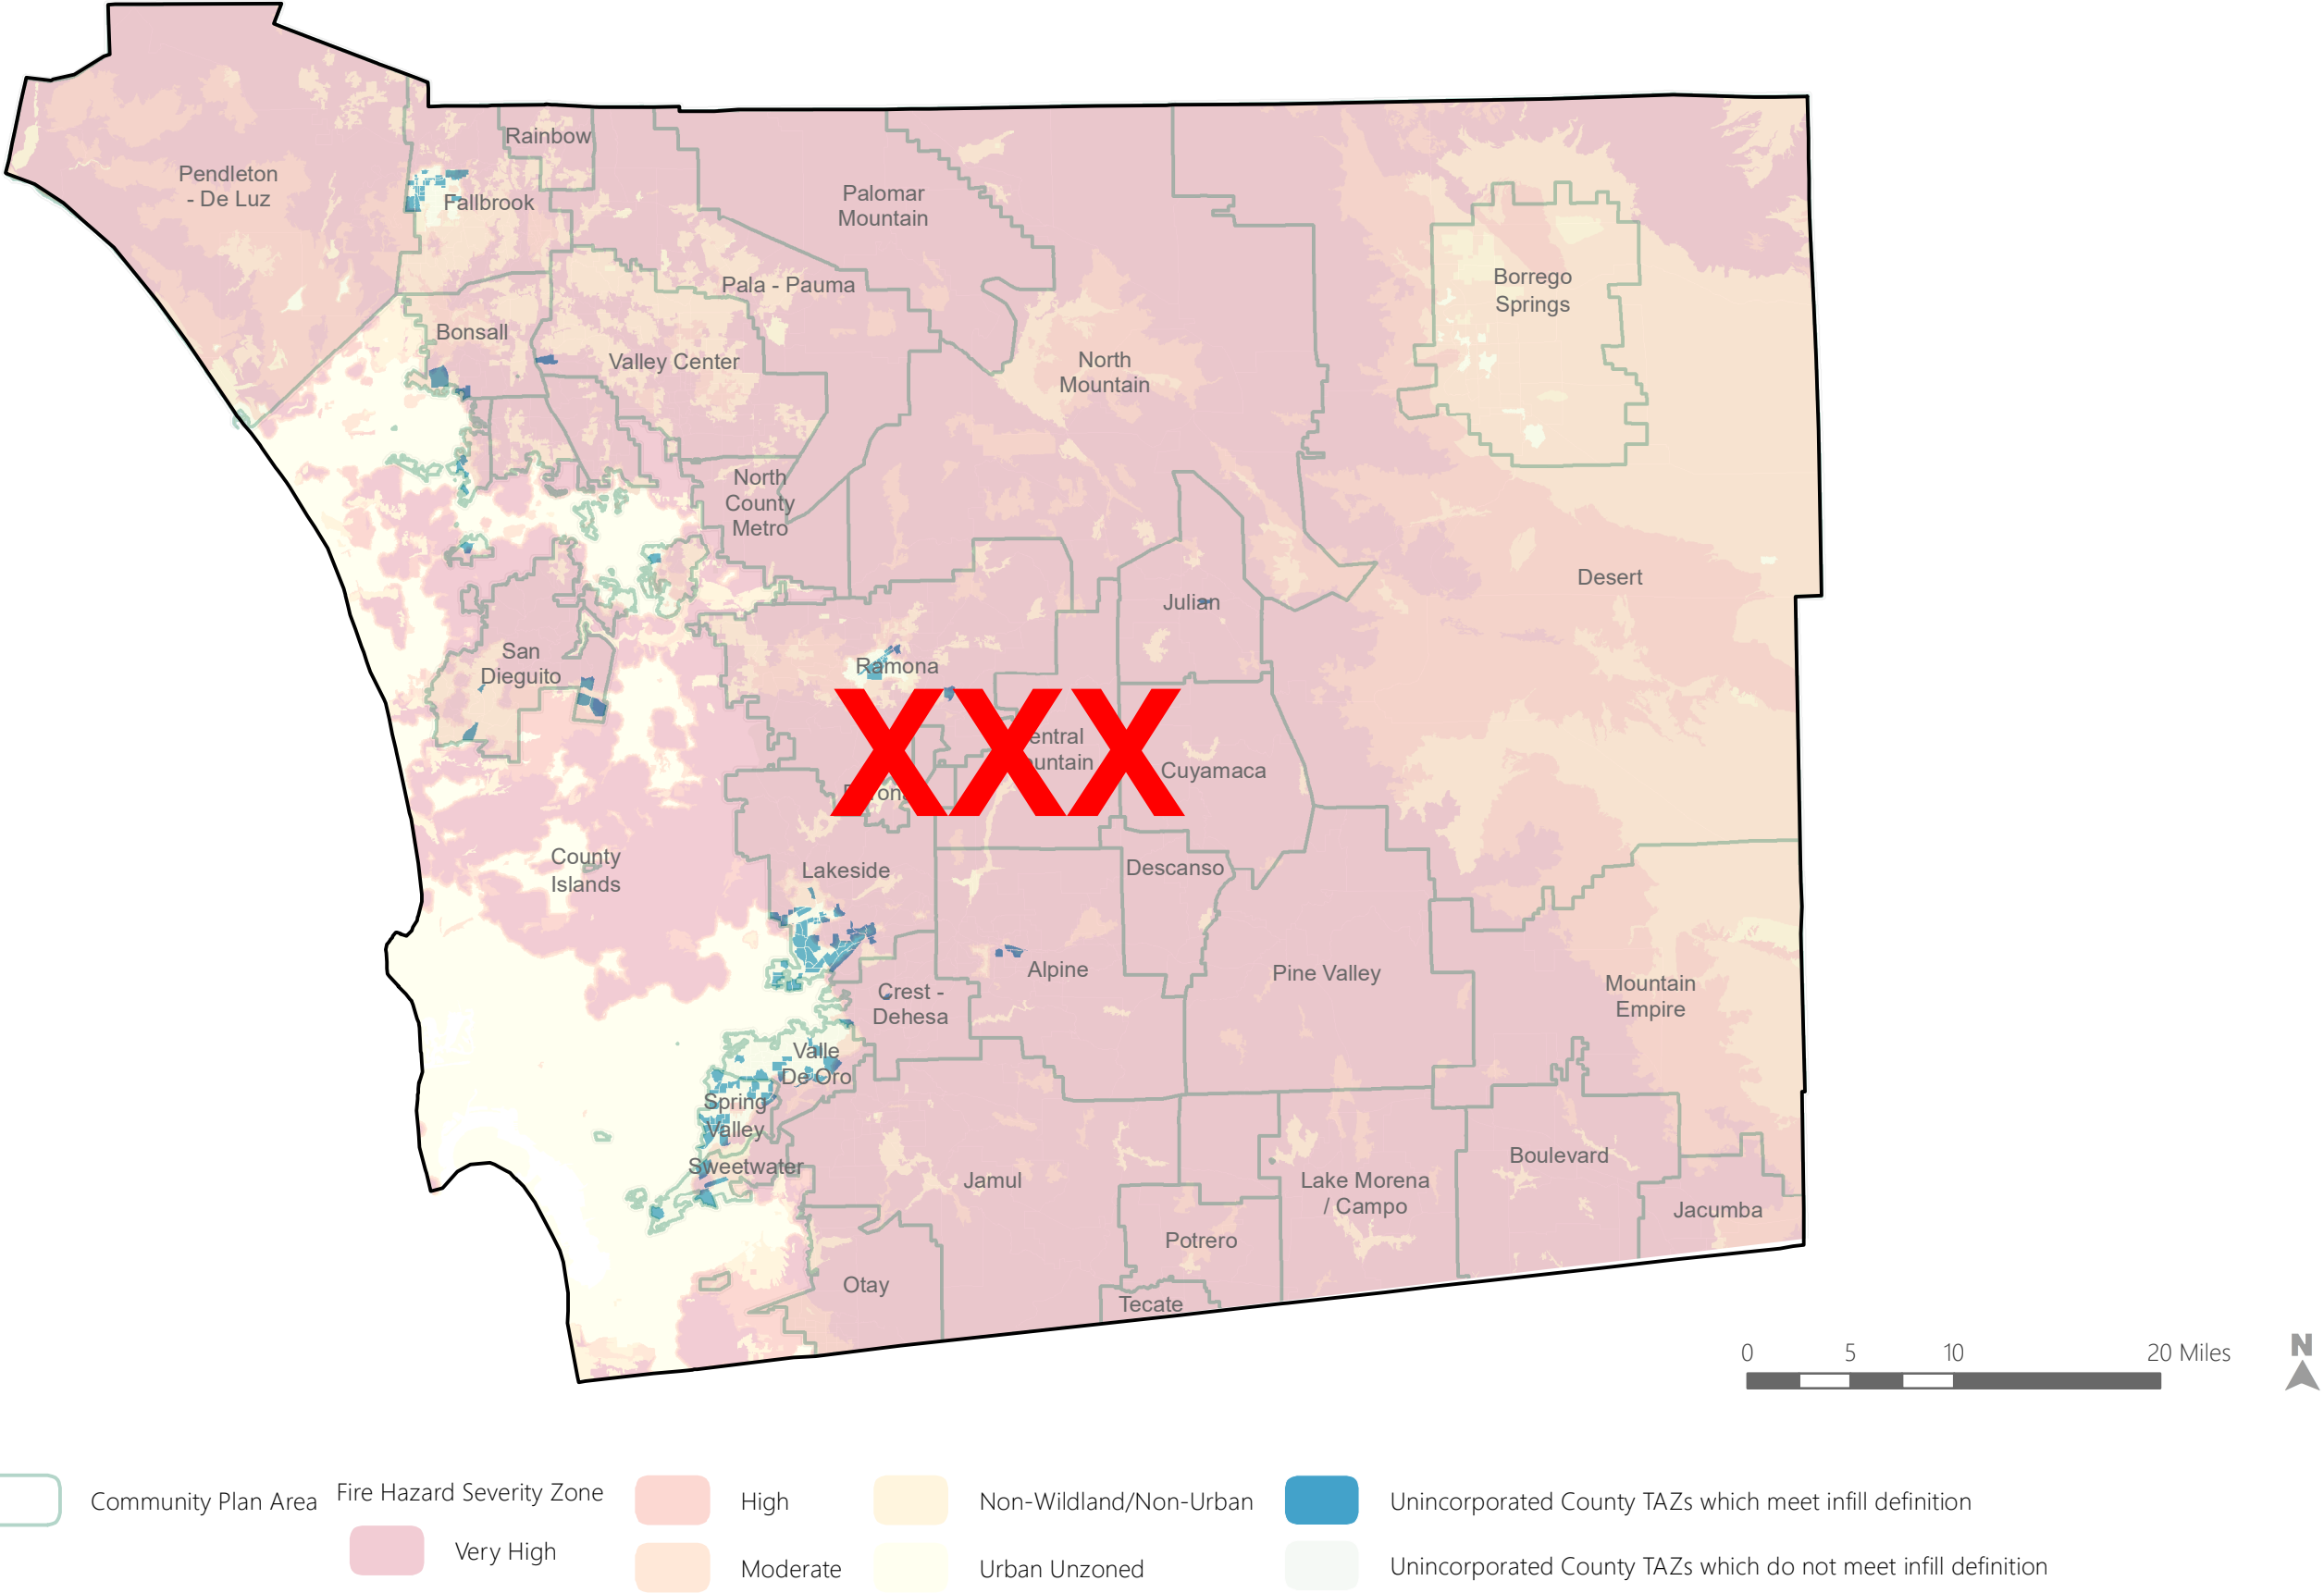 Rainbow
Pendleton
- De Luz
Fallbrook
Palomar
Mountain
Pala - Pauma
Borrego
Springs
Bonsall
Valley Center
North
Mountain
North
County
Metro
Desert
Julian
San
Dieguito
Ramona
XXX
entral
ountain
Cuyamaca
County
Islands
Lakeside
Descanso
Alpine
Pine Valley
Crest -
Dehesa
Mountain
Empire
Valle
De Oro
Spring
Valley
Sweetwater
Jamul
Lake Morena
/ Campo
Boulevard
Jacumba
Potrero
Otay
Tecate
0 5 10 20 Miles
N
Community Plan Area
Fire Hazard Severity Zone
Very High
High
Moderate
Non-Wildland/Non-Urban
Urban Unzoned
Unincorporated County TAZs which meet infill definition
Unincorporated County TAZs which do not meet infill definition